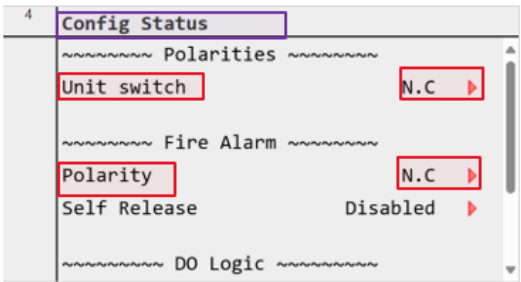 4
Config Status
~~~~~~~~ Polarities ~~~~~~~~
Unit switch N.C
~~~~~~~~ Fire Alarm ~~~~~~~~
Polarity N.C
Self Release Disabled
~~~~~~~~~ DO Logic ~~~~~~~~~